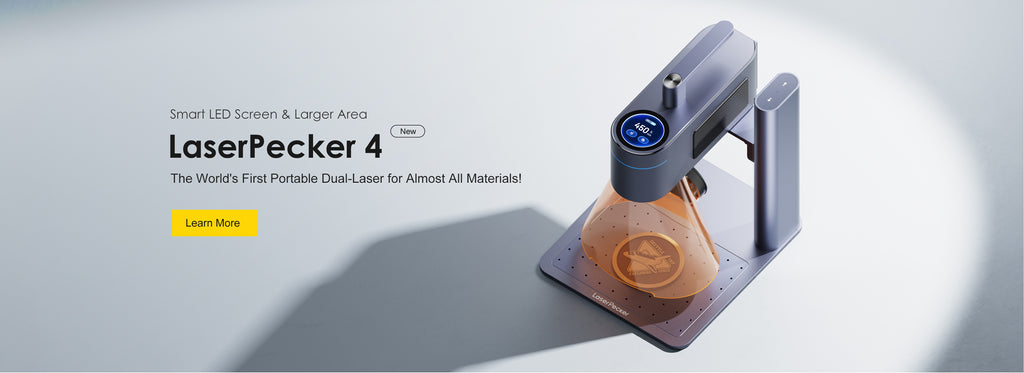 Smart LED Screen & Larger Area
LaserPecker 4
New
The World's First Portable Dual-Laser for Almost All Materials!
Learn More
450
LaserPecker